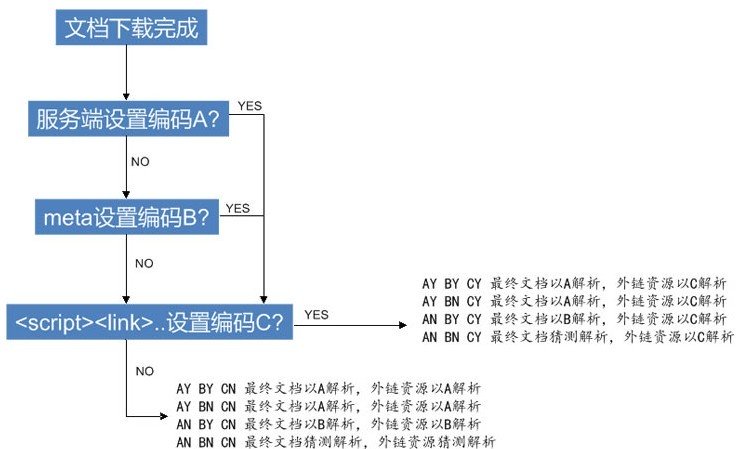 文档下载完成
服务端设置编码A?
YES
NO
meta设置编码B?
YES
NO
<script><link>..设置编码C?
YES
AY BY CY 最终文档以A解析，外链资源以C解析
AY BN CY 最终文档以A解析，外链资源以C解析
AN BY CY 最终文档以B解析，外链资源以C解析
AN BN CY 最终文档猜测解析，外链资源以C解析
NO
AY BY CN 最终文档以A解析，外链资源以A解析
AY BN CN 最终文档以A解析，外链资源以A解析
AN BY CN 最终文档以B解析，外链资源以B解析
AN BN CN 最终文档猜测解析，外链资源猜测解析